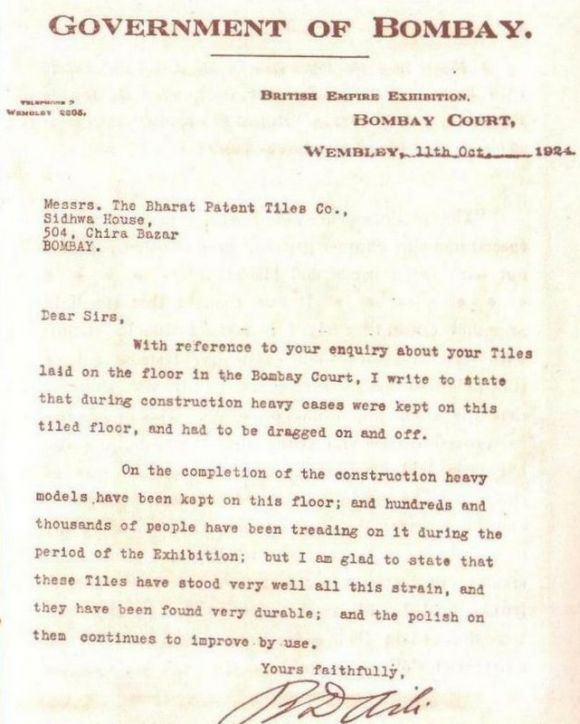 GOVERNMENT OF BOMBAY.
BRITISH EMPIRE EXHIBITION,
TELEPHONE
WEMBLEY 2805.
BOMBAY COURT,
WEMBLEY, 11th Oct. 1924
Messrs. The Bharat Patent Tiles Co.,
Sidhwa House,
504, Chira Bazar
BOMBAY.
Dear Sirs,
With reference to your enquiry about your Tiles
laid on the floor in the Bombay Court, I write to state
that during construction heavy cases were kept on this
tiled floor, and had to be dragged on and off.
On the completion of the construction heavy
models have been kept on this floor; and hundreds and
thousands of people have been treading on it during the
period of the Exhibition; but I am glad to state that
these Tiles have stood very well all this strain, and
they have been found very durable; and the polish on
them continues to improve by use.
Yours faithfully,